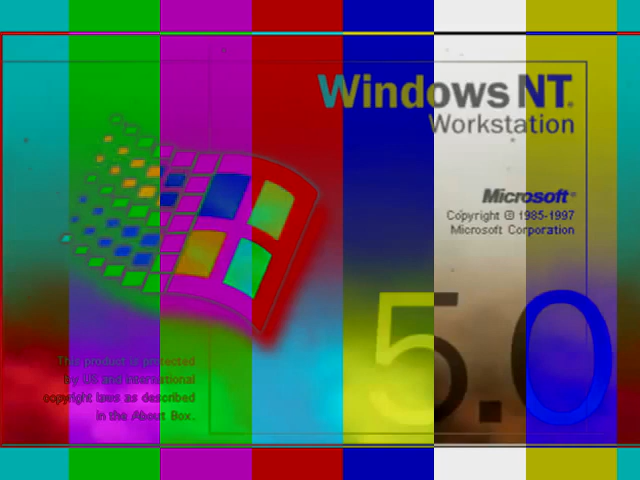 Windows NT.
Workstation
Microsoft®
Copyright © 1985-1997
Microsoft Corporation
5.0
This product is protected
by US and international
copyright laws as described
in the About Box.